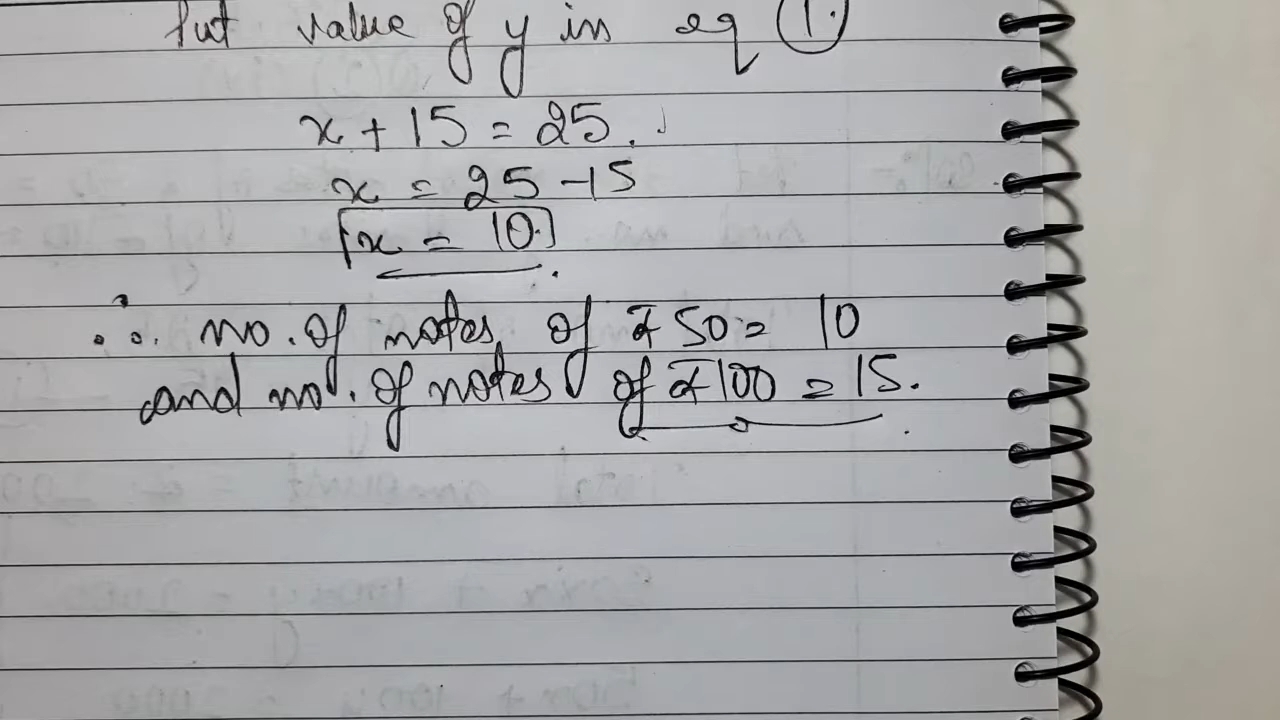 Put value of y in eq ①.
x + 15 = 25.
x = 25 - 15
x = 10.
∴ no. of notes of ₹ 50 = 10
and no. of notes of ₹ 100 = 15.